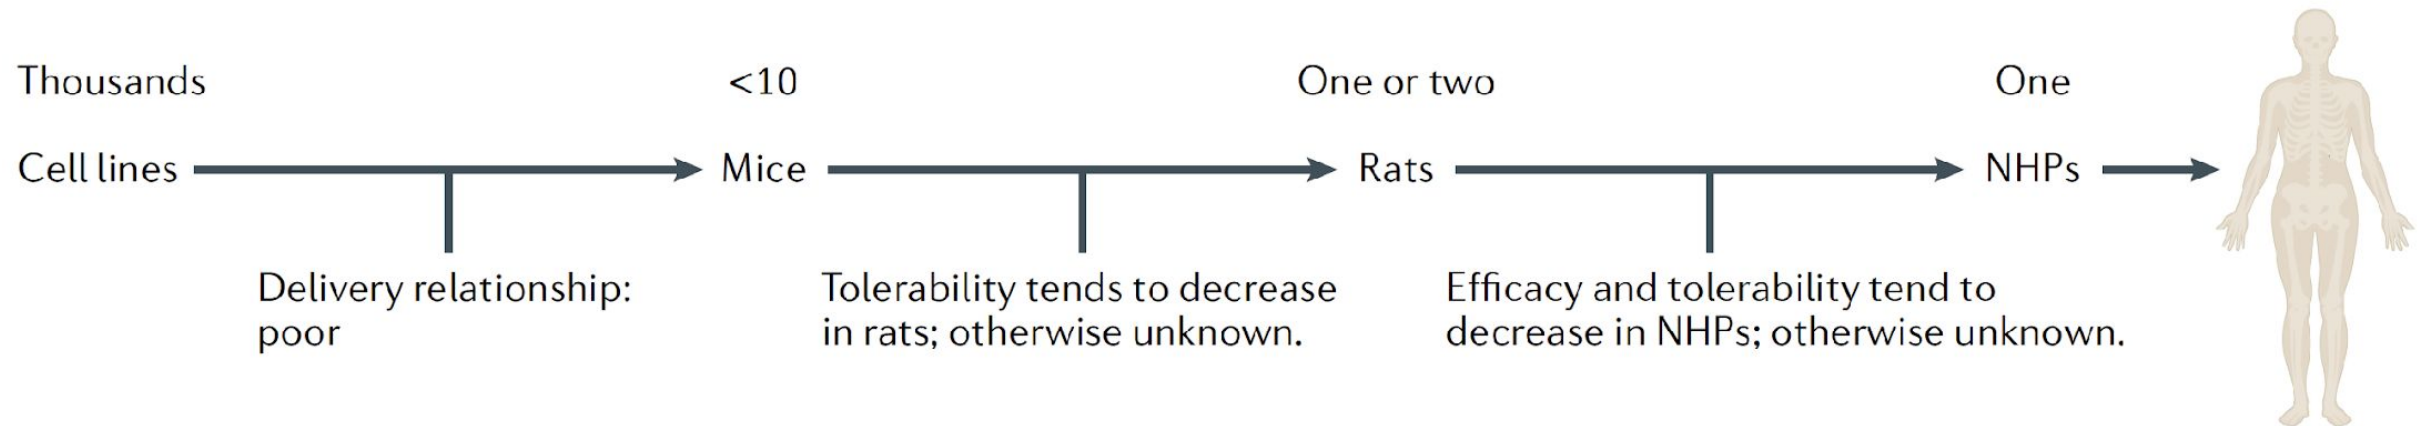 Thousands
<10
One or two
One
Cell lines
Mice
Rats
NHPs
Delivery relationship:
poor
Tolerability tends to decrease
in rats; otherwise unknown.
Efficacy and tolerability tend to
decrease in NHPs; otherwise unknown.